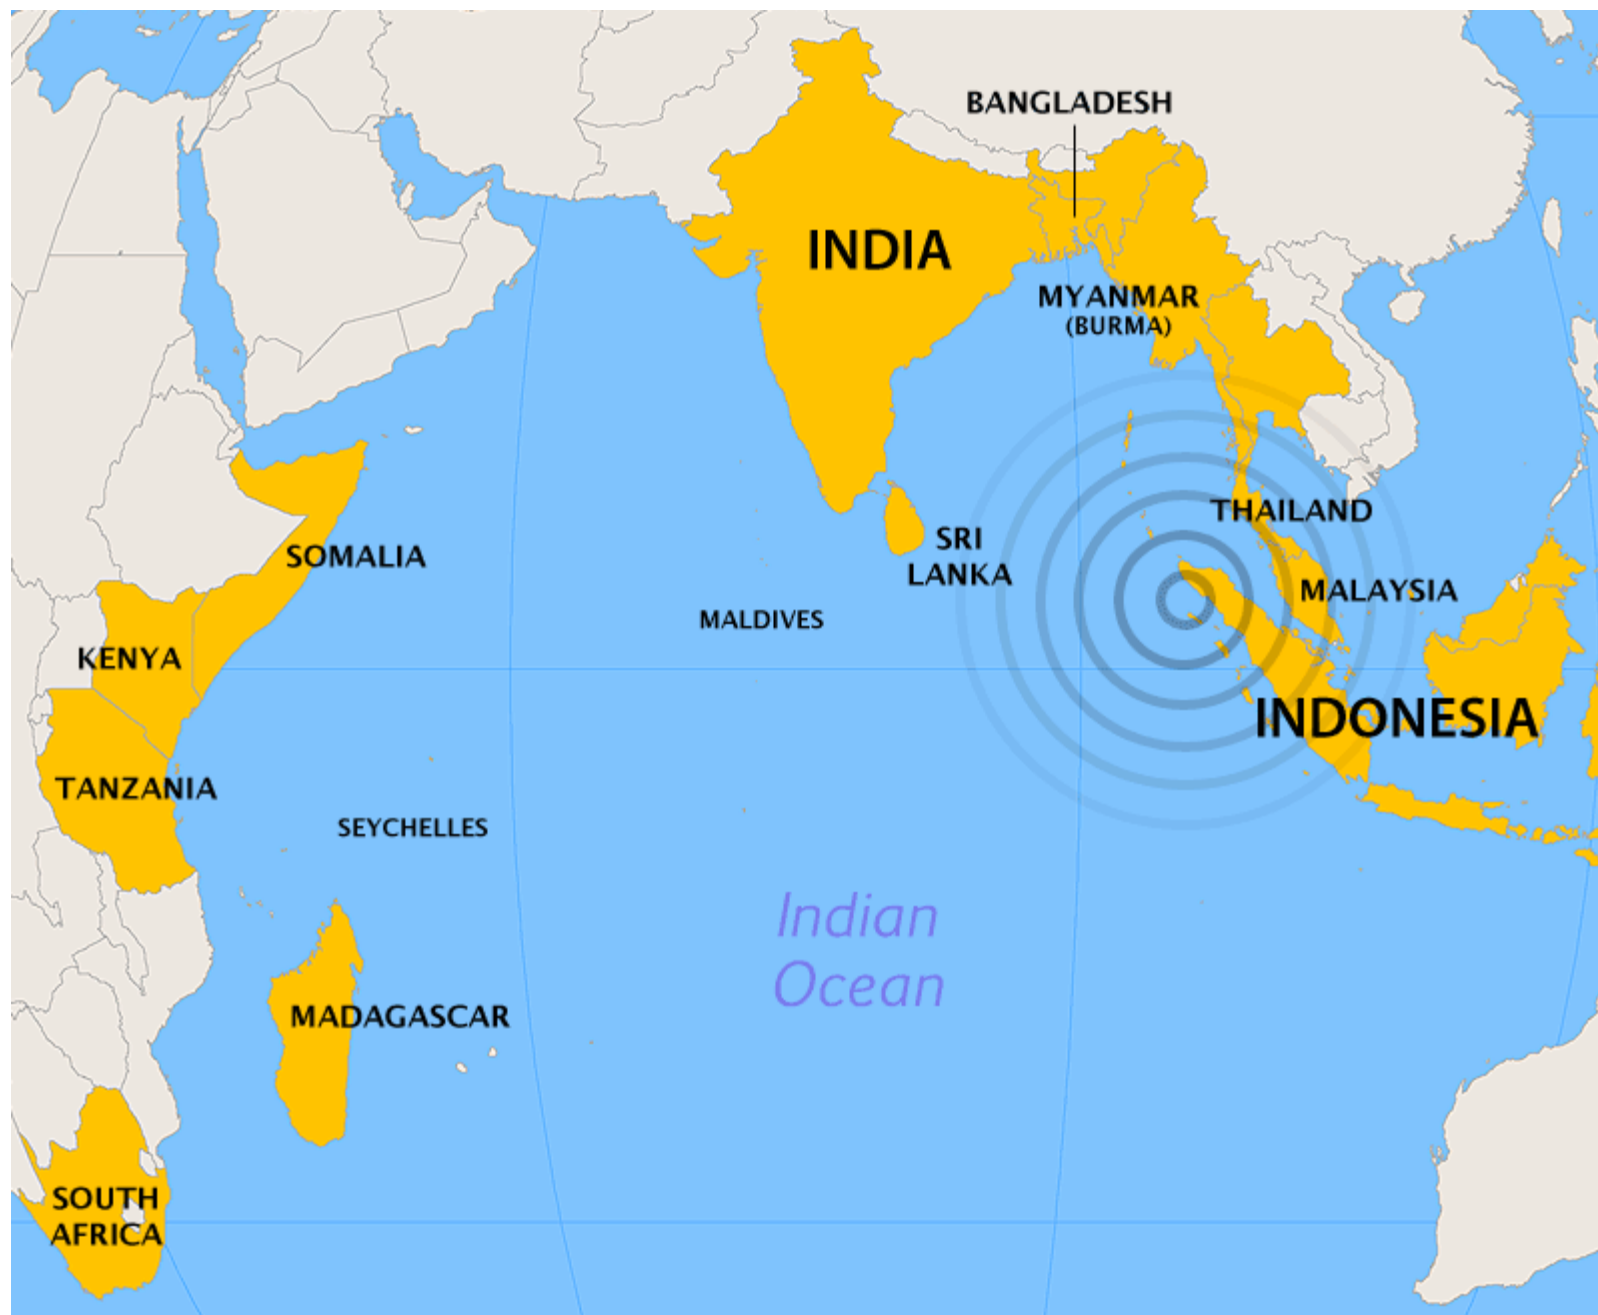 BANGLADESH
INDIA
MYANMAR
(BURMA)
THAILAND
SOMALIA
SRI
LANKA
MALAYSIA
MALDIVES
KENYA
INDONESIA
TANZANIA
SEYCHELLES
Indian
Ocean
MADAGASCAR
SOUTH
AFRICA